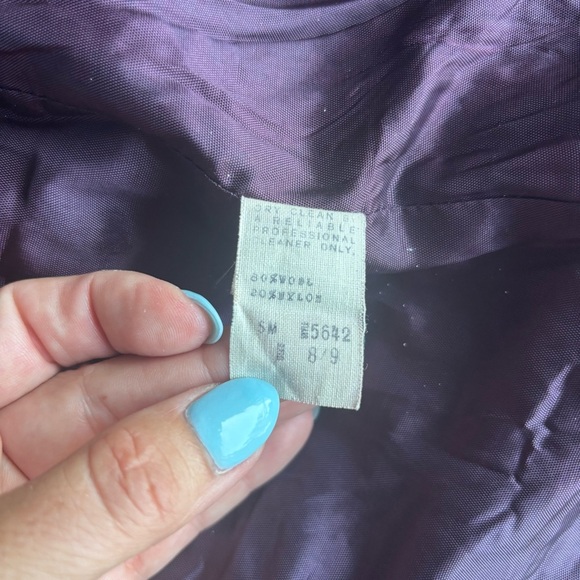 DRY CLEAN BY
A RELIABLE
PROFESSIONAL
CLEANER ONLY.
80%WOOL
20%NYLON
SM 5642
8/9